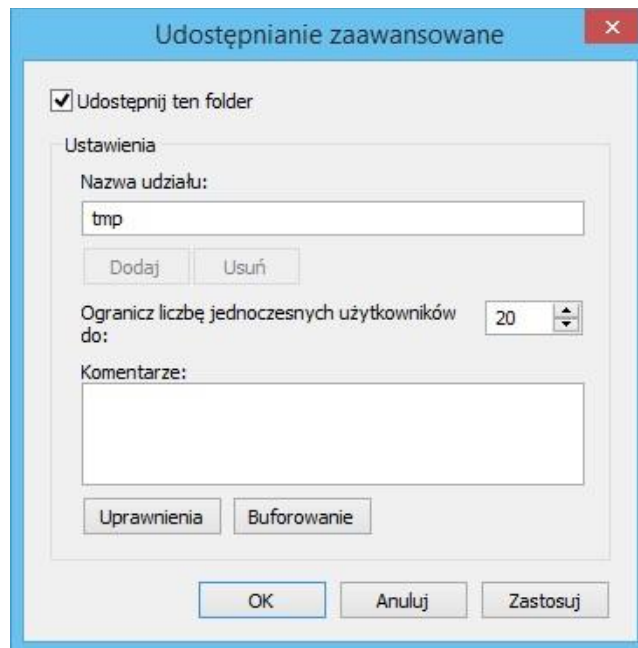 Udostępnianie zaawansowane
Udostępnij ten folder
Ustawienia
Nazwa udziału:
tmp
Dodaj Usuń
Ogranicz liczbę jednoczesnych użytkowników
do:
20
Komentarze:
Uprawnienia Buforowanie
OK Anuluj Zastosuj